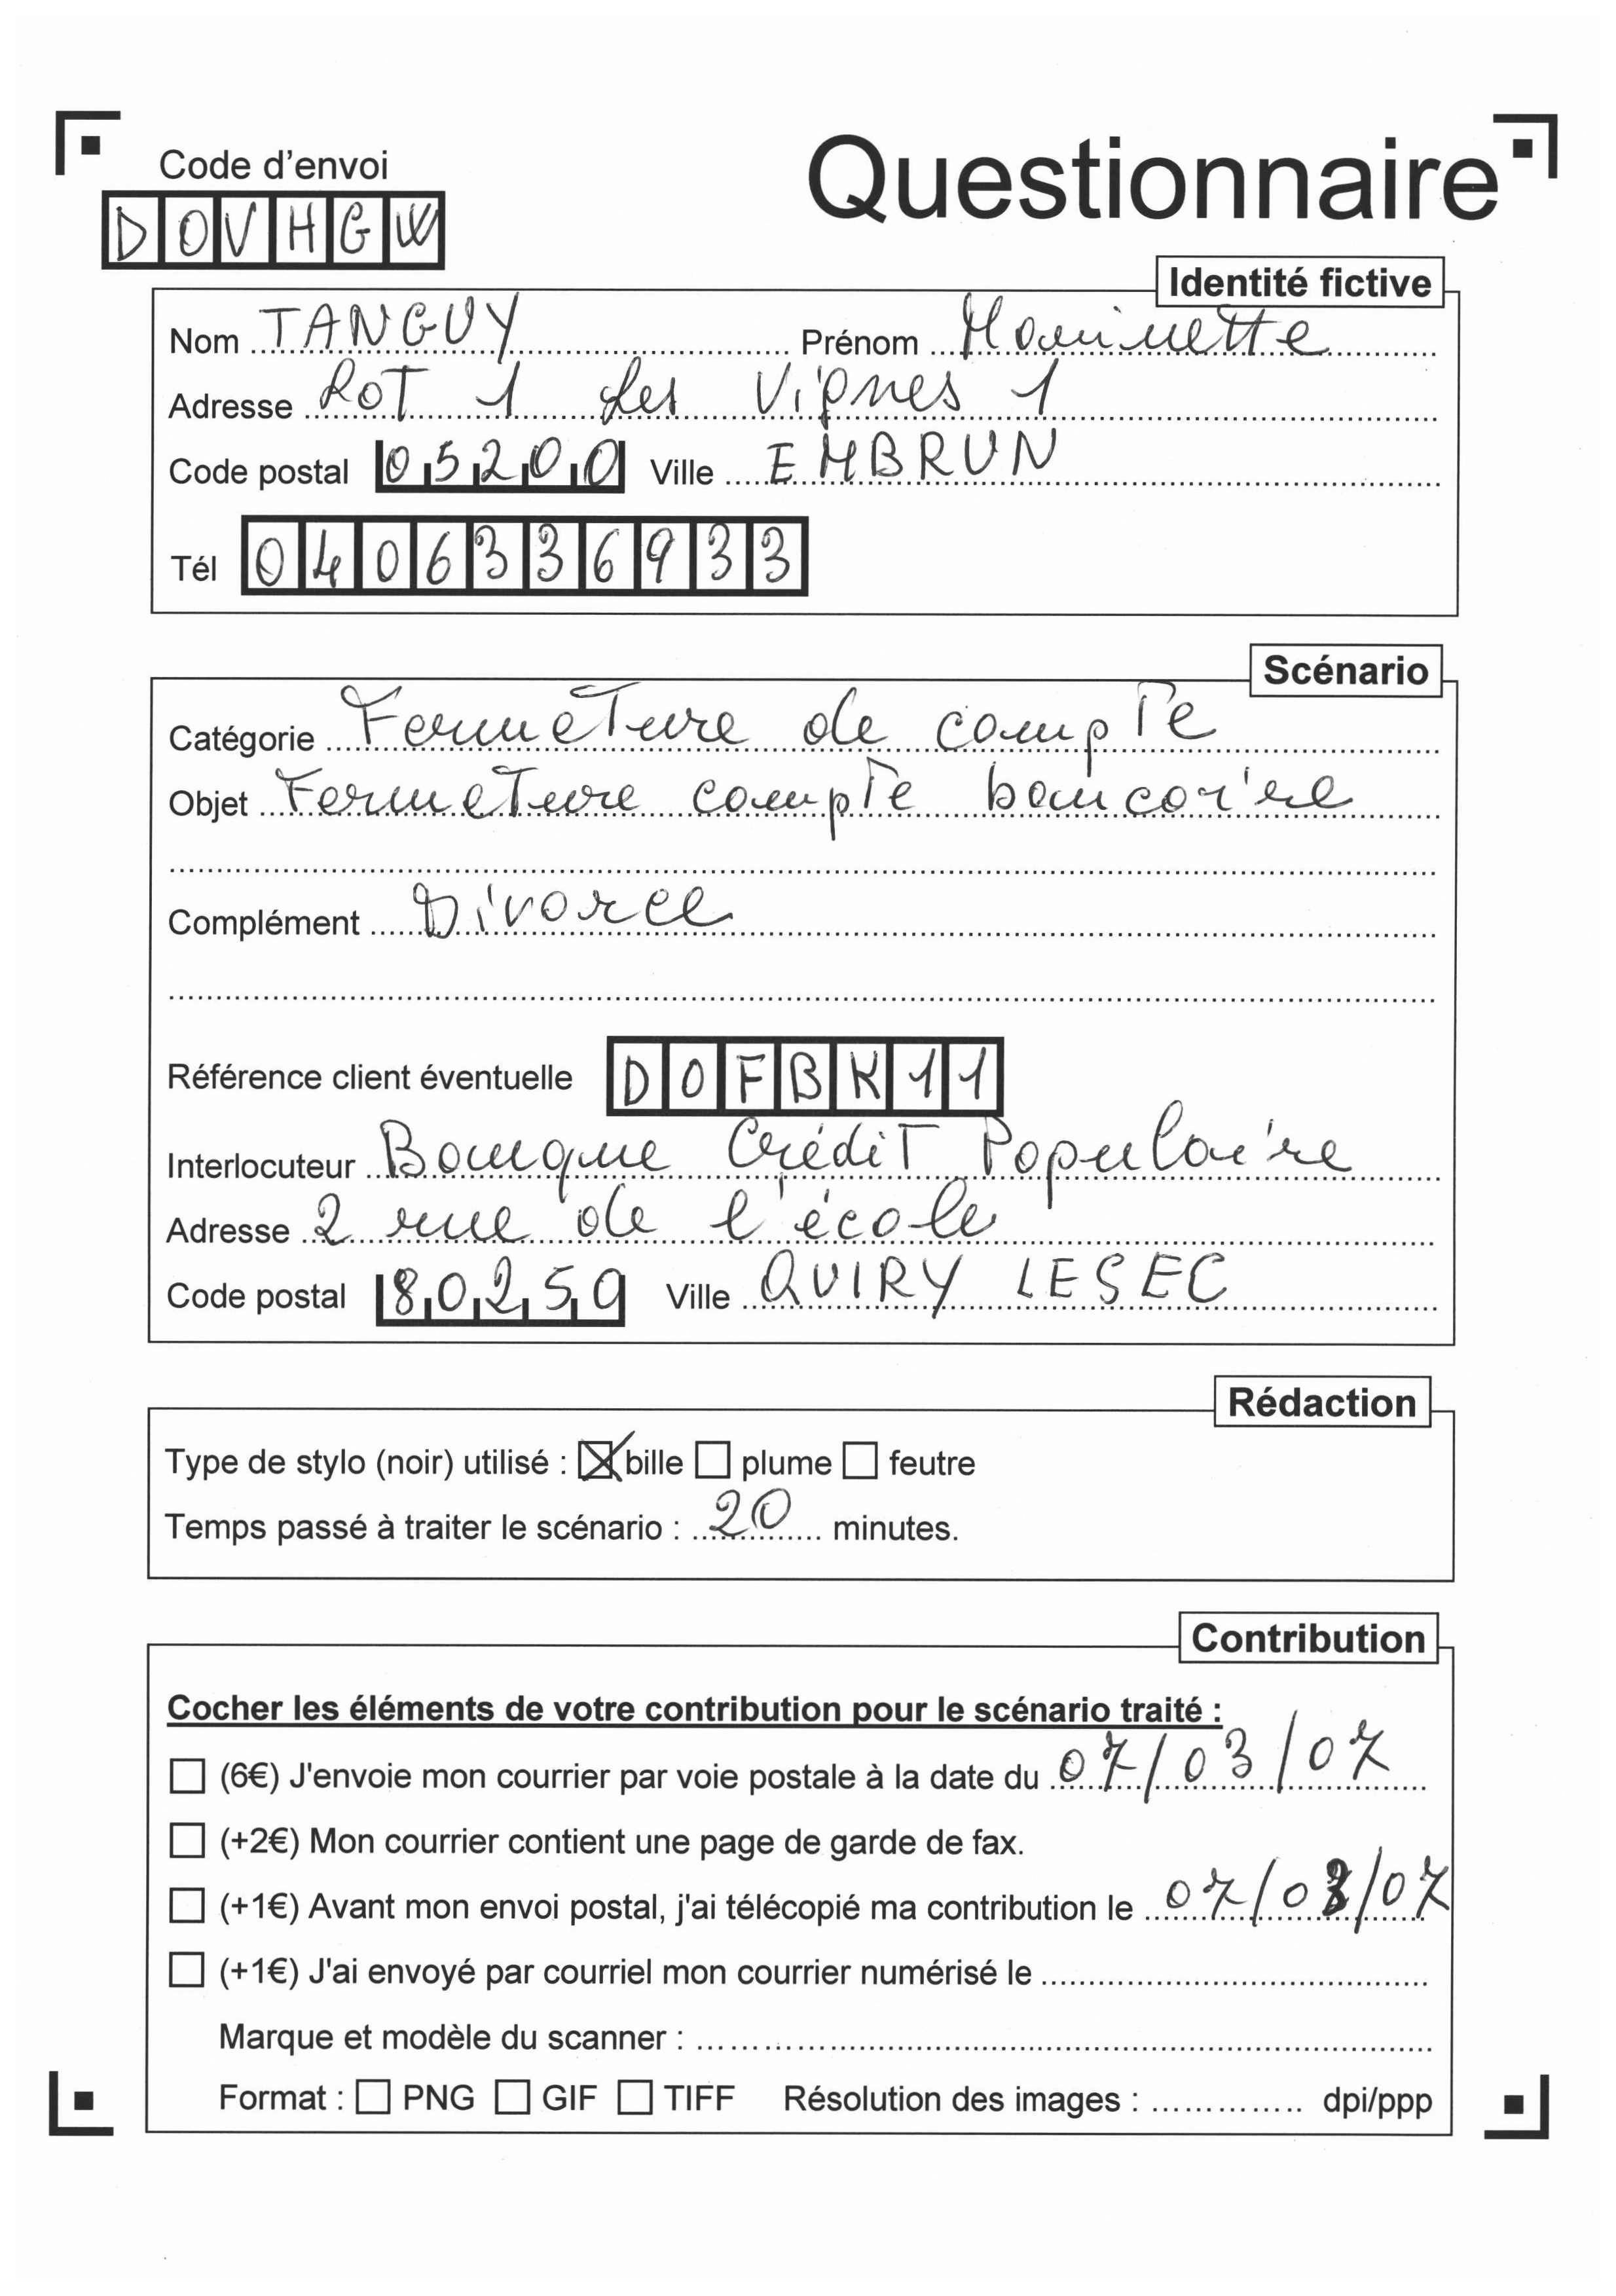 Code d'envoi
Questionnaire
DOVHGW
Identité fictive
Nom TANGUY Prénom
Adresse LOT 1 Les Vignes 1
Code postal 05200 Ville EMBRUN
Tél 0406336933
Scénario
Catégorie Fermeture de compte
Objet Fermeture compte bancaire
Complément Divorce
Référence client éventuelle DOFBK11
Interlocuteur Banque Crédit Populaire
Adresse 2 rue de l'école
Code postal 80250 Ville QUIRY LESEC
Rédaction
Type de stylo (noir) utilisé : ☒ bille ☐ plume ☐ feutre
Temps passé à traiter le scénario : 20 minutes.
Contribution
Cocher les éléments de votre contribution pour le scénario traité :
☐ (6€) J'envoie mon courrier par voie postale à la date du 07/03/07
☐ (+2€) Mon courrier contient une page de garde de fax.
☐ (+1€) Avant mon envoi postal, j'ai télécopié ma contribution le 07/03/07
☐ (+1€) J'ai envoyé par courriel mon courrier numérisé le
Marque et modèle du scanner :
Format : ☐ PNG ☐ GIF ☐ TIFF Résolution des images : dpi/ppp